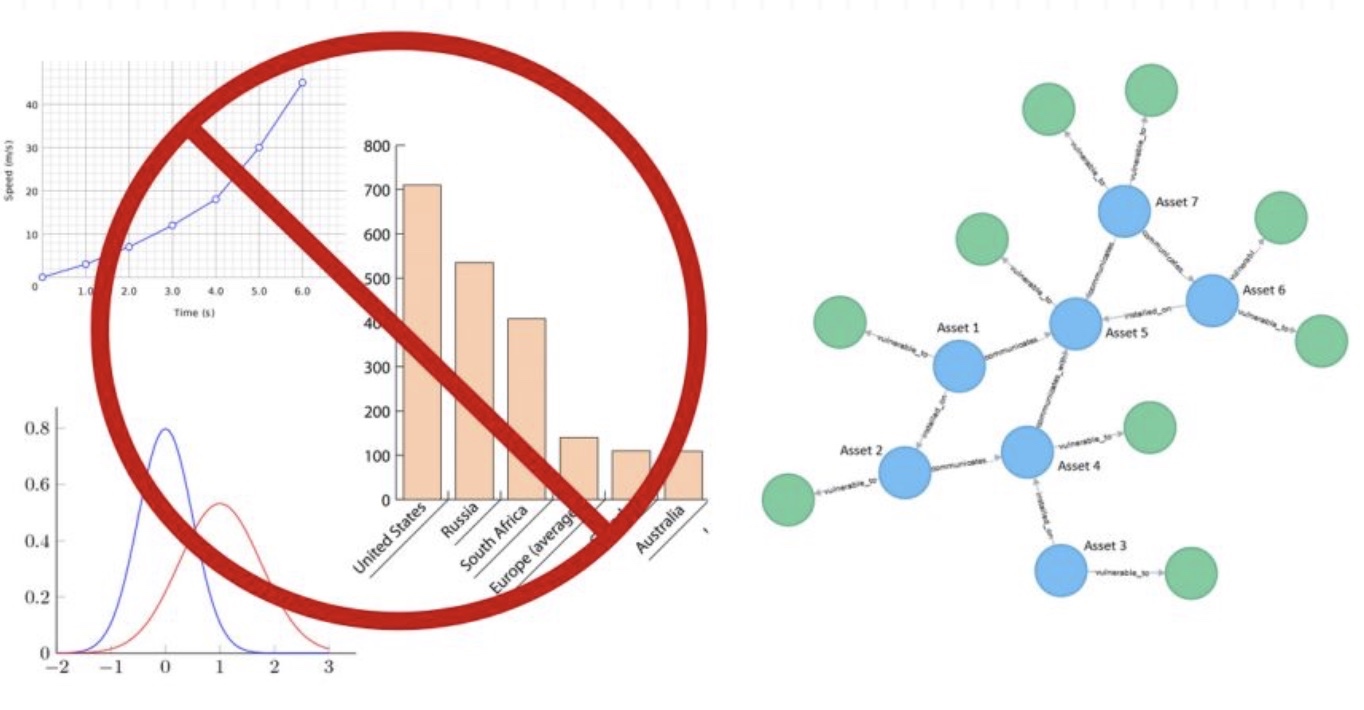 Speed (m/s)
40
30
20
10
0
1.0 2.0 3.0 4.0 5.0 6.0
Time (s)
800
700
600
500
400
300
200
100
0
United States
Russia
South Africa
Europe (average
Australia
0.8
0.6
0.4
0.2
0
−2 −1 0 1 2 3
vulnerable_to
vulnerable_to
Asset 7
communicates
communicates
vulnerable_to
vulnerabl...
Asset 6
installed_on
vulnerable_to
Asset 5
Asset 1
vulnerable_to
communicates
installed_on
Asset 2
vulnerable_to
communicates
vulnerable_to
Asset 4
installed_on
Asset 3
vulnerable_to